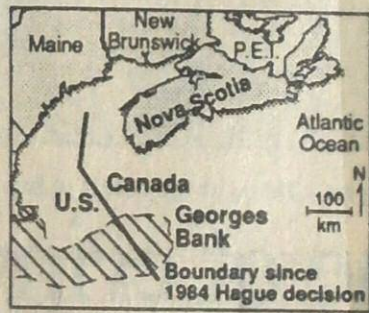 Maine
New
Brunswick
P.E.I.
Nova Scotia
Atlantic
Ocean
N
100
km
Canada
U.S.
Georges
Bank
Boundary since
1984 Hague decision